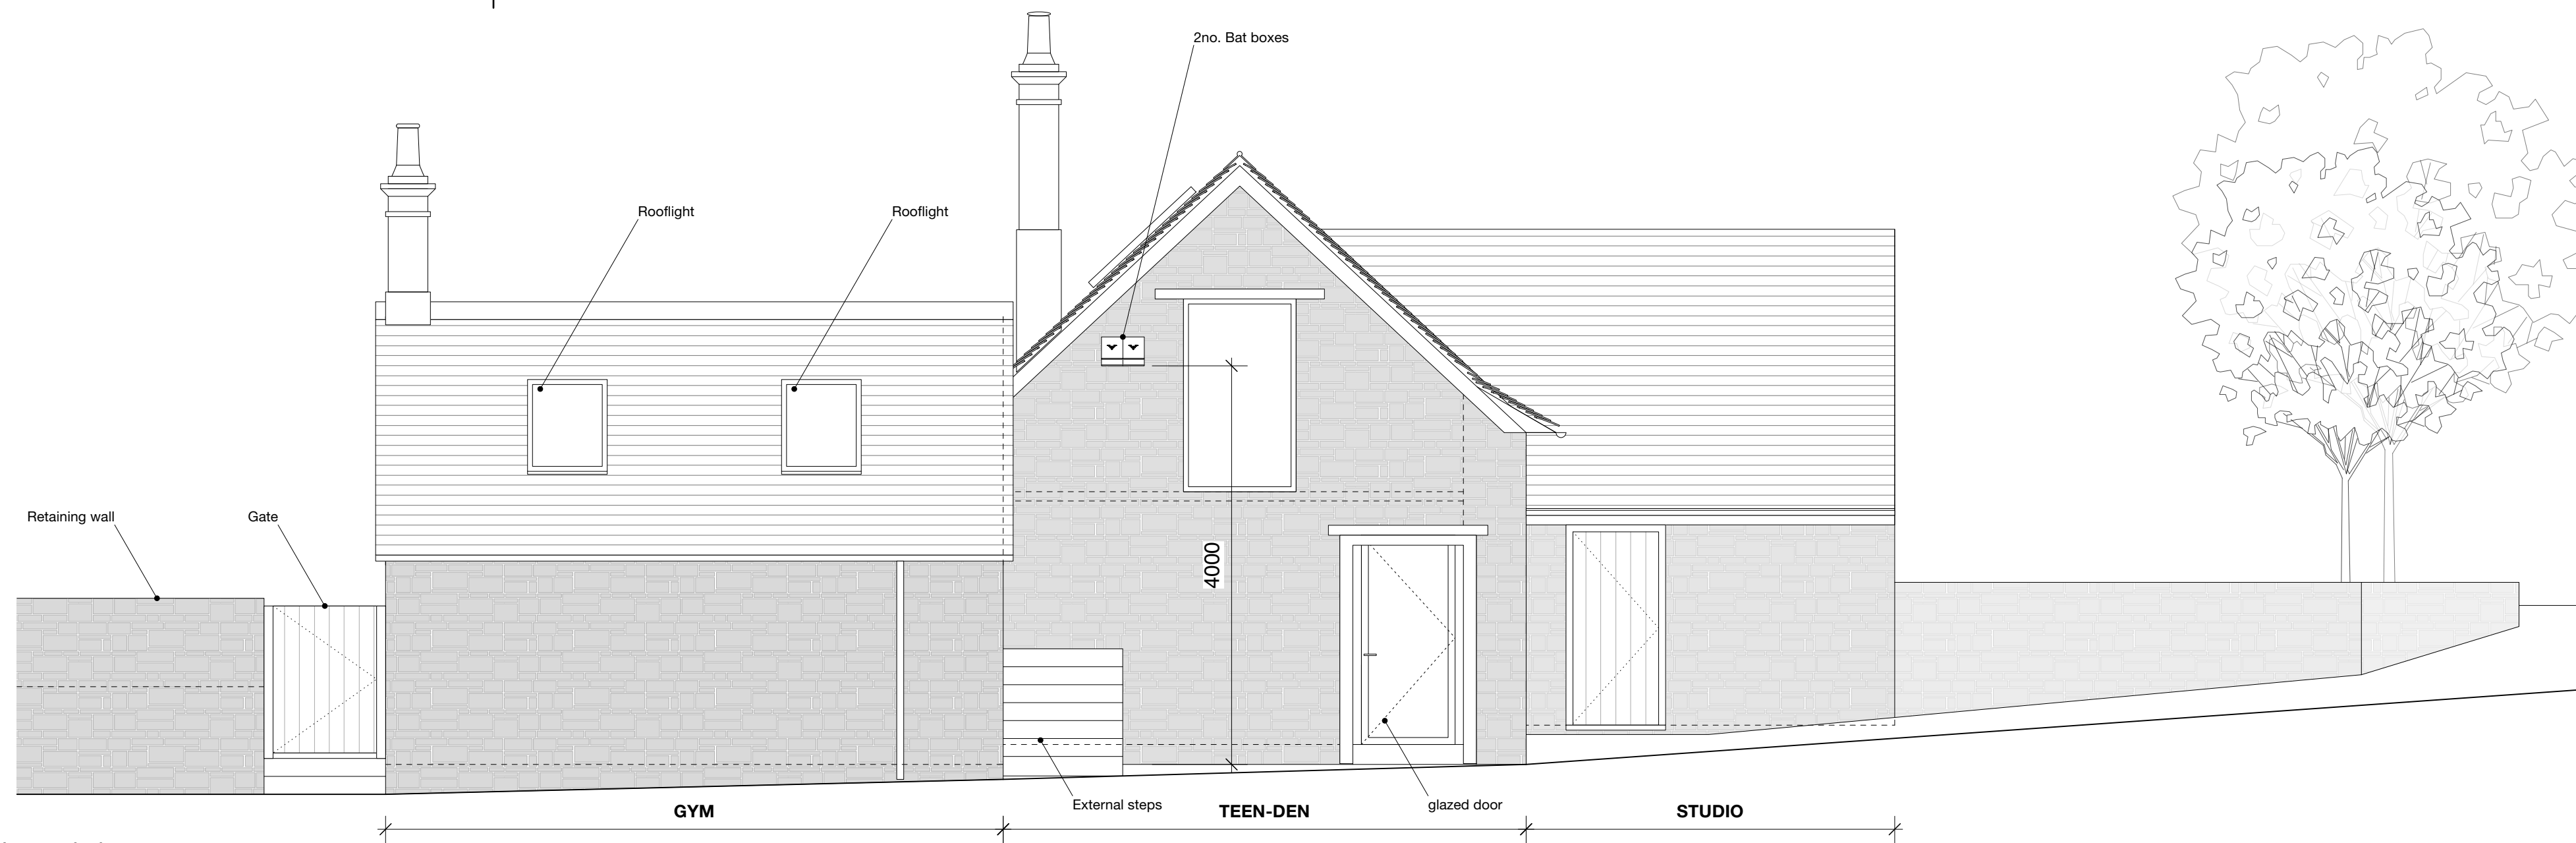 2no. Bat boxes
Rooflight
Rooflight
Retaining wall
Gate
4000
External steps
glazed door
GYM
TEEN-DEN
STUDIO